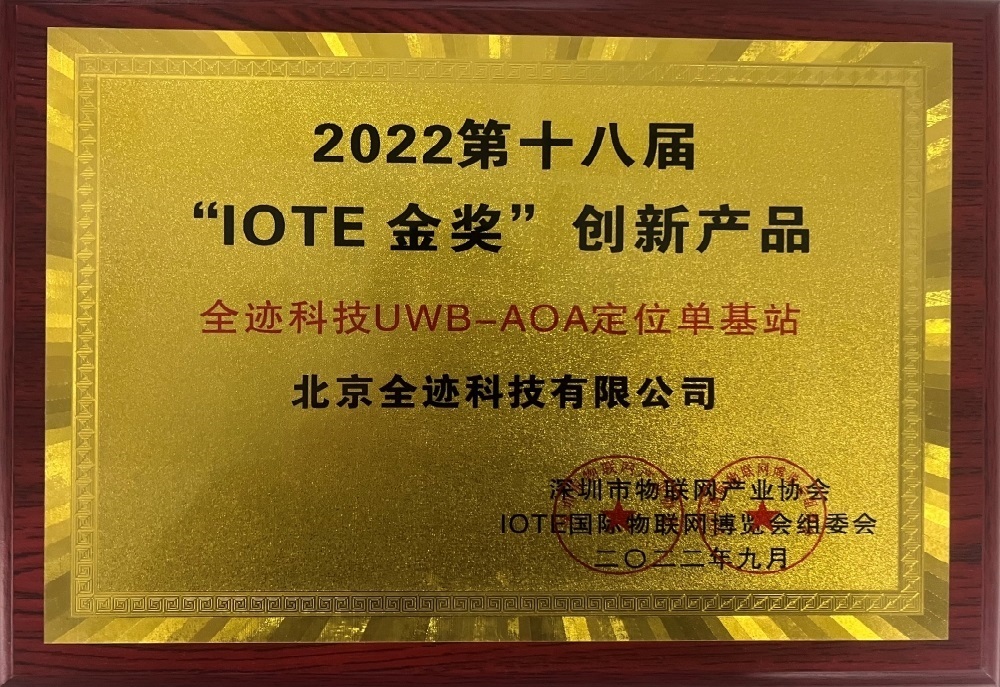 2022第十八届
“IOTE 金奖”创新产品
全迹科技UWB-AOA定位单基站
北京全迹科技有限公司
深圳市物联网产业协会
IOTE国际物联网博览会组委会
二〇二二年九月